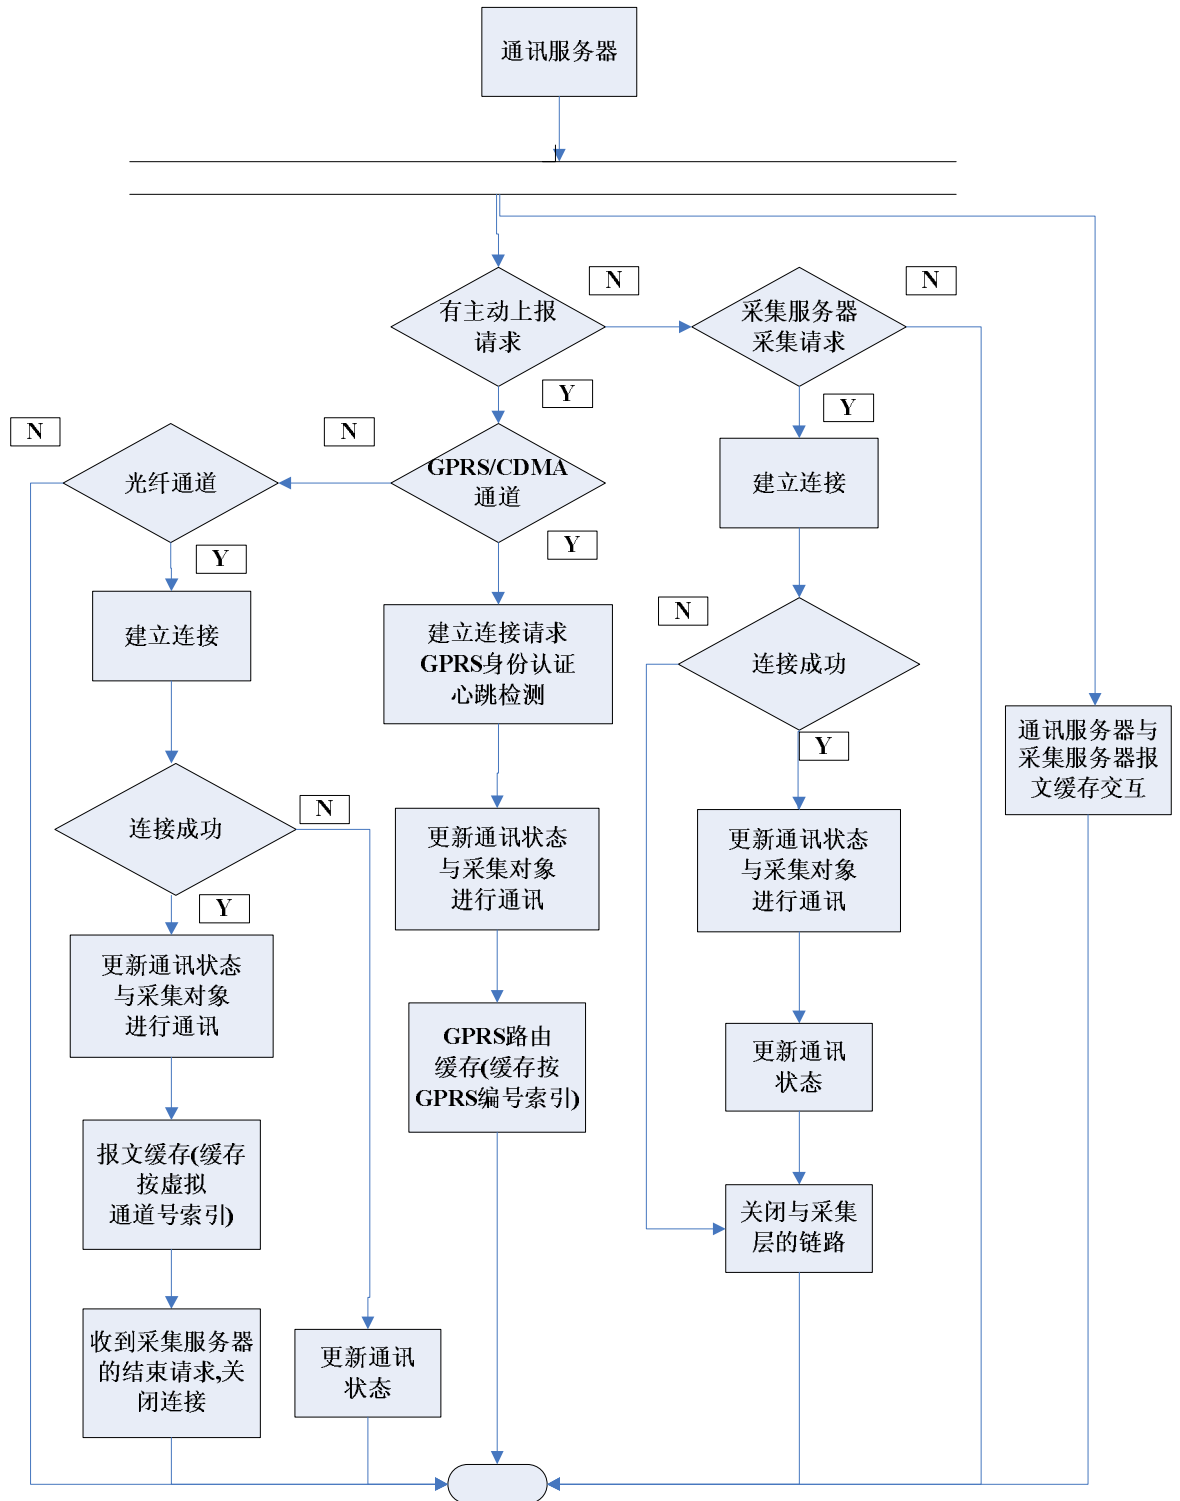 通讯服务器
N
N
有主动上报
请求
采集服务器
采集请求
Y
Y
N
N
光纤通道
GPRS/CDMA
通道
建立连接
Y
Y
建立连接
建立连接请求
GPRS身份认证
心跳检测
N
连接成功
Y
通讯服务器与
采集服务器报
文缓存交互
连接成功
N
更新通讯状态
与采集对象
进行通讯
更新通讯状态
与采集对象
进行通讯
Y
更新通讯状态
与采集对象
进行通讯
GPRS路由
缓存(缓存按
GPRS编号索引)
更新通讯
状态
报文缓存(缓存
按虚拟
通道号索引)
关闭与采集
层的链路
收到采集服务器
的结束请求,关
闭连接
更新通讯
状态